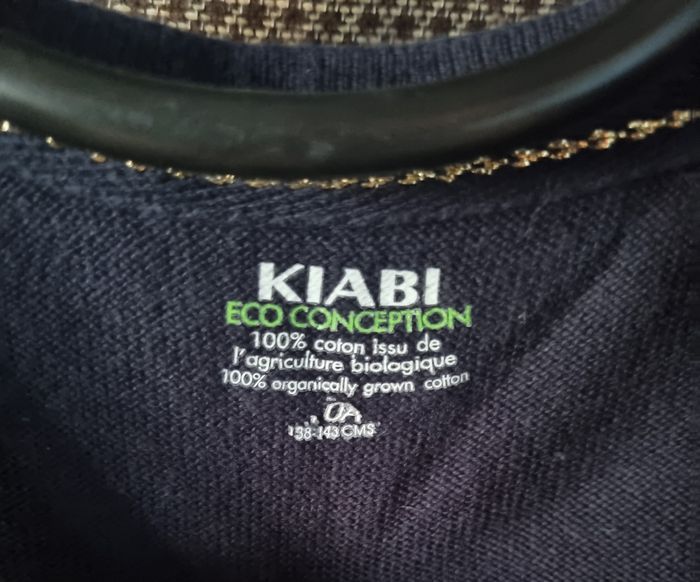 KIABI
ECO CONCEPTION
100% coton issu de
l'agriculture biologique
100% organically grown cotton
138-143 CMS